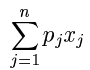 \sum_{j=1}^{n} p_j x_j